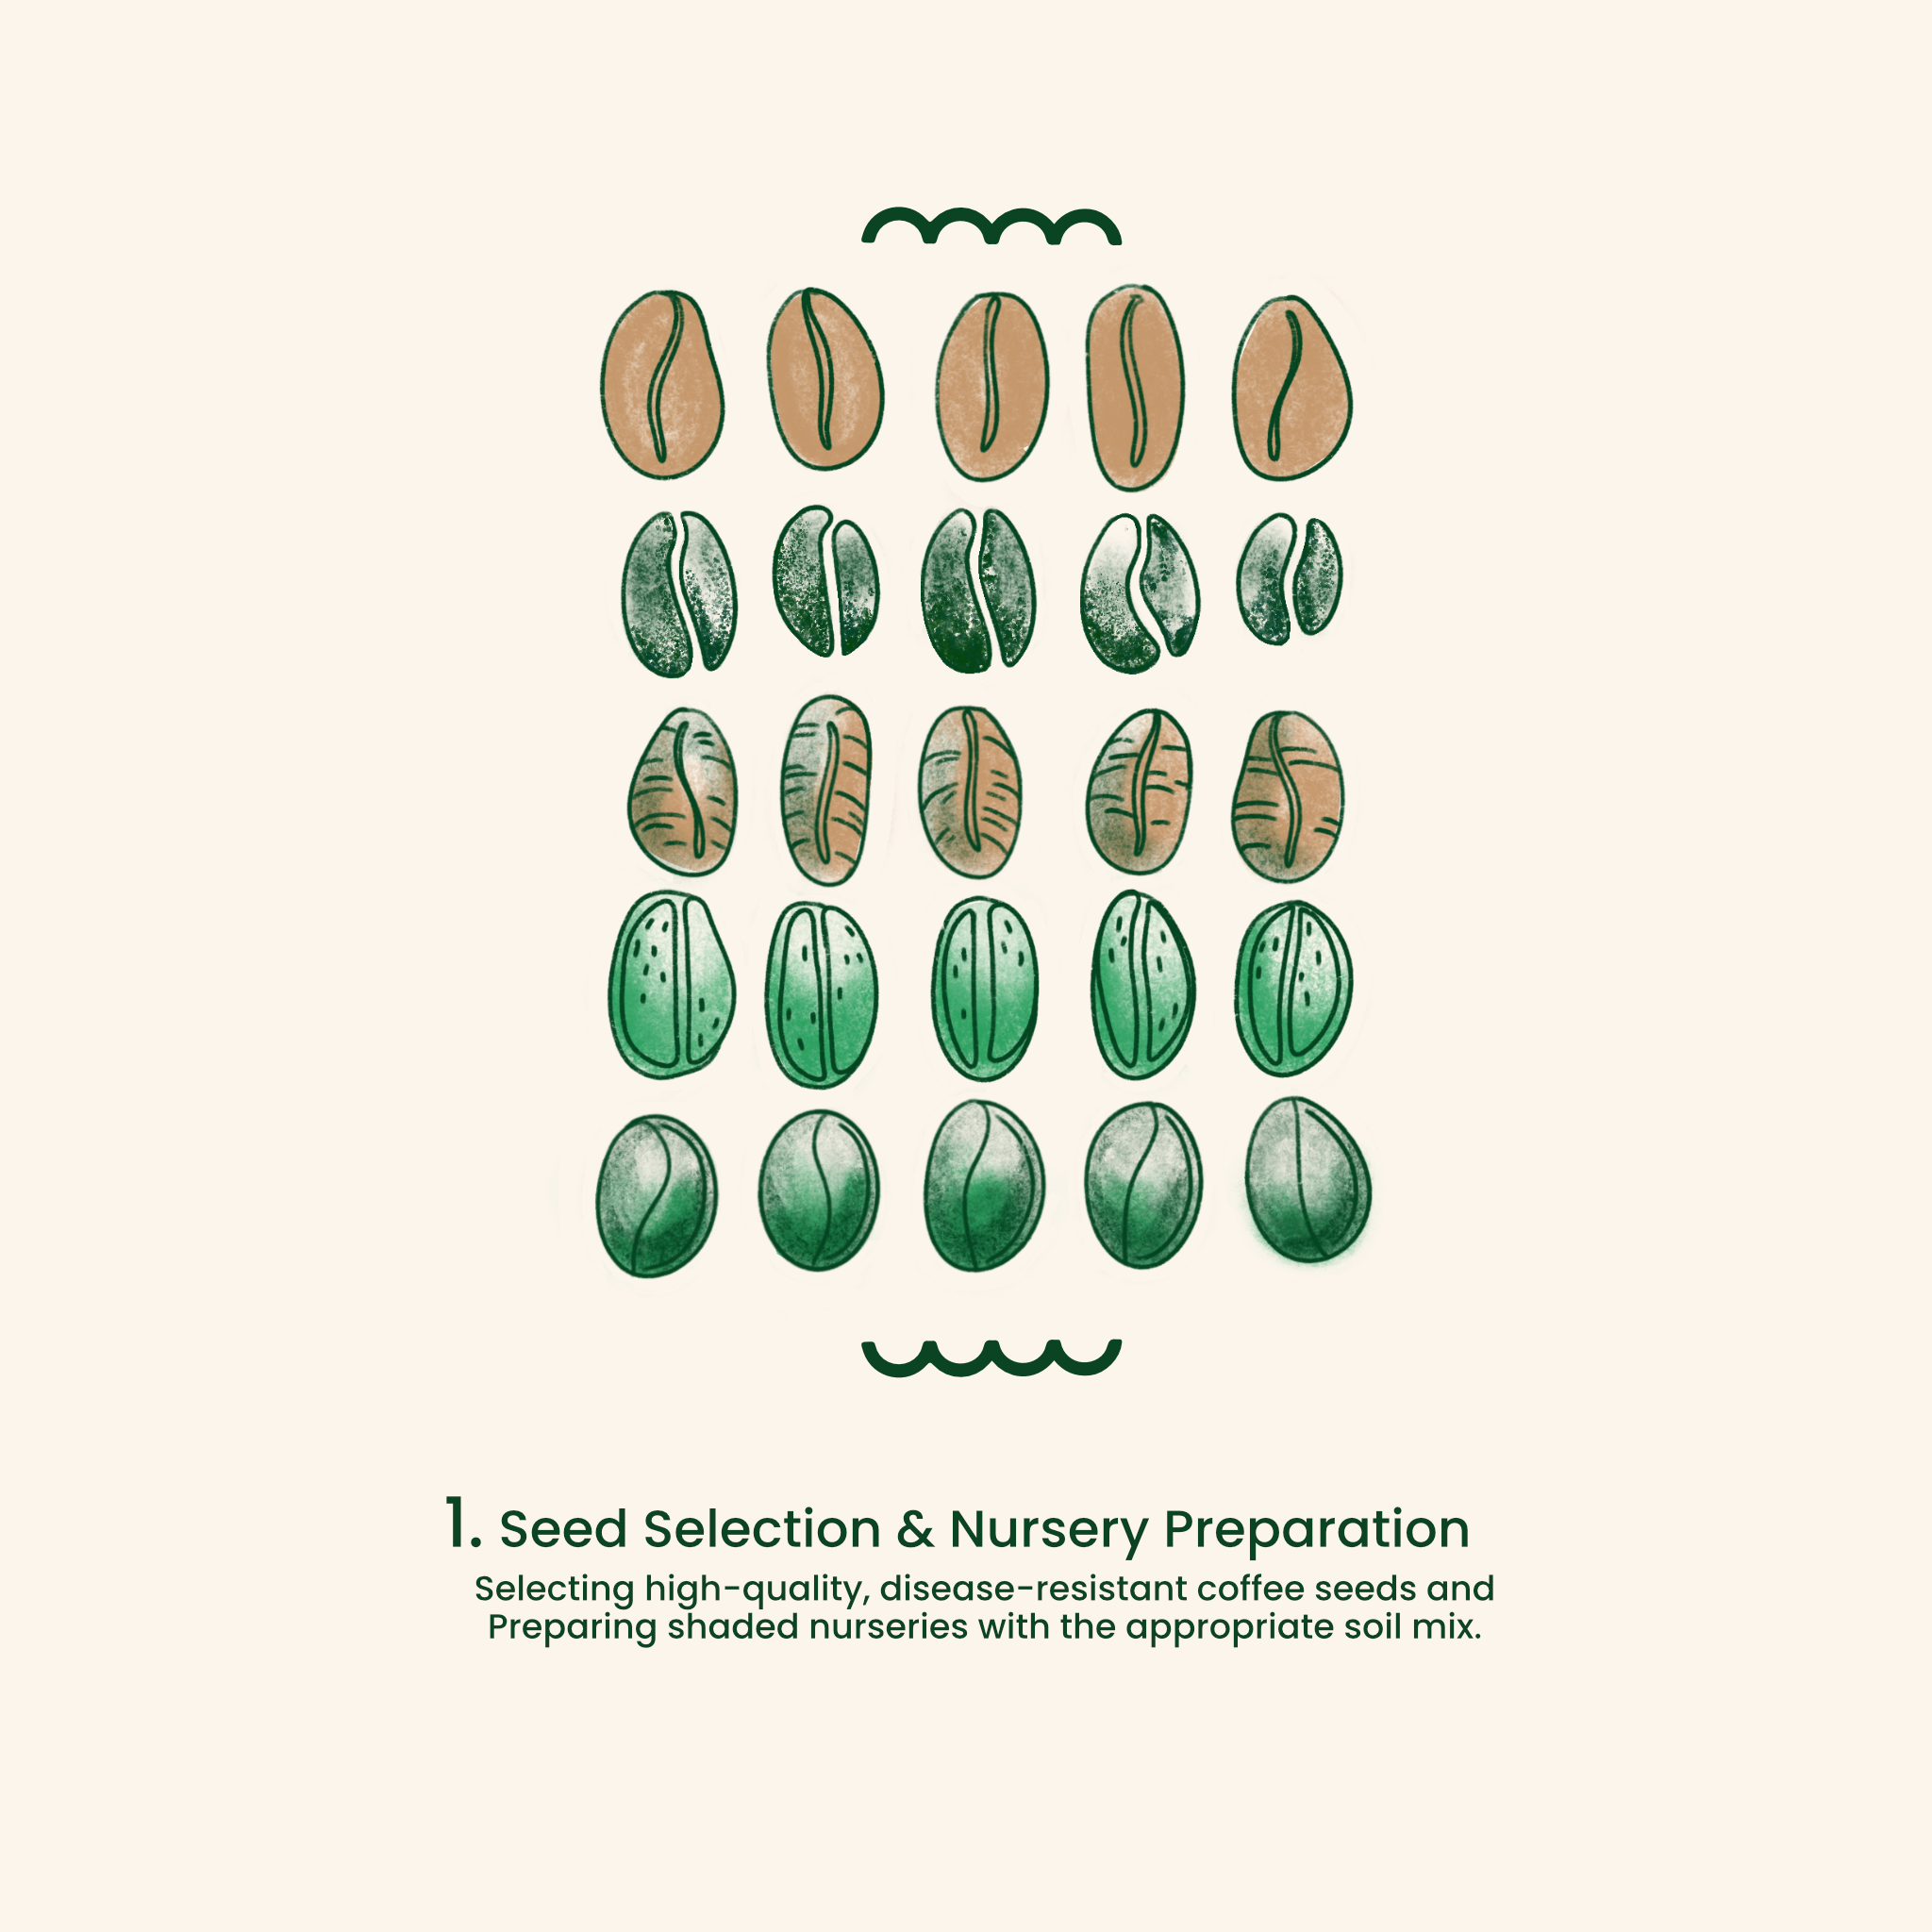 1. Seed Selection & Nursery Preparation
Selecting high-quality, disease-resistant coffee seeds and
Preparing shaded nurseries with the appropriate soil mix.